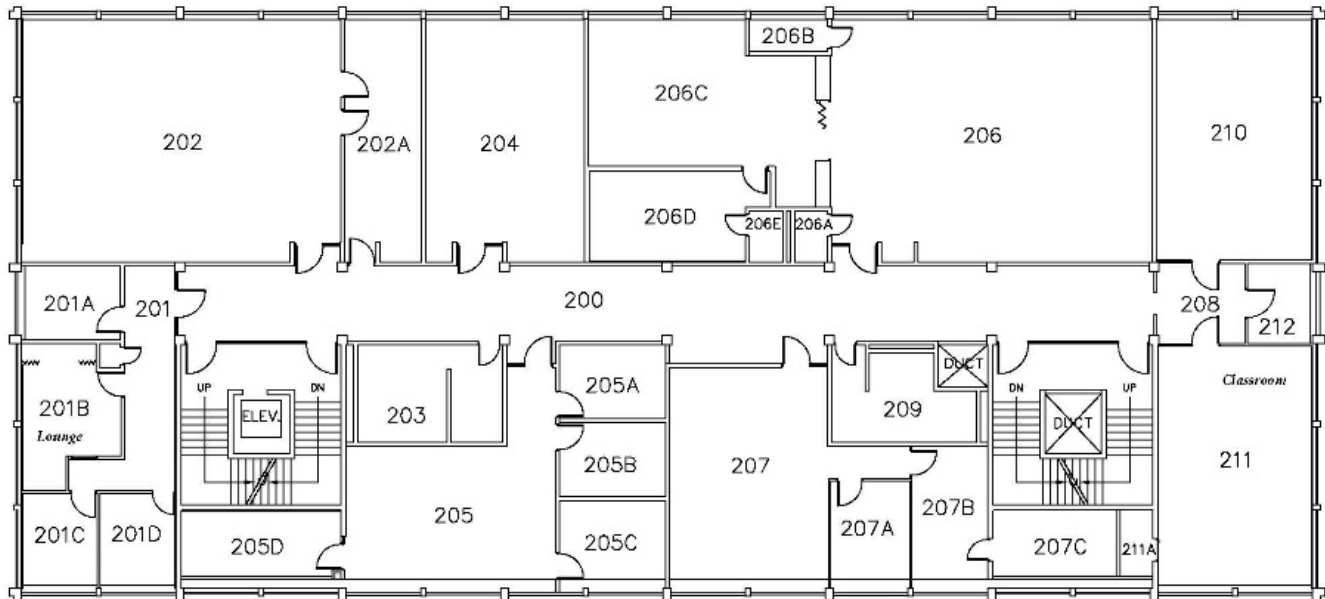 206B
206C
202
202A
204
206
210
206D
206E
206A
201A
201
200
208
212
UP
DN
ELEV.
203
205A
DUCT
209
DN
UP
DUCT
Classroom
201B
Lounge
205B
207
211
201C
201D
205D
205
205C
207A
207B
207C
211A